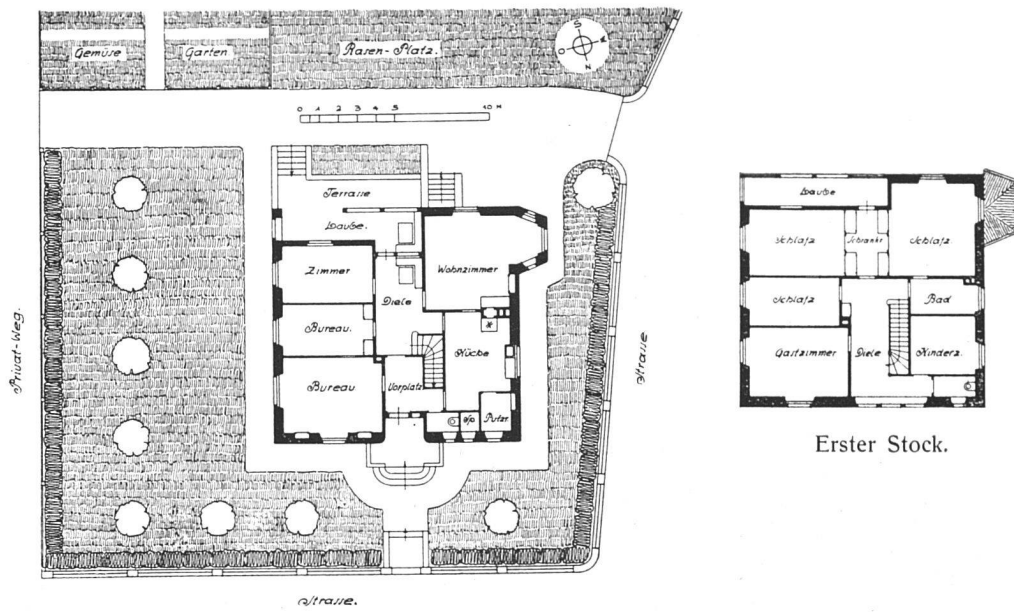 Gemüse
Garten
Rasen-Platz.
S
W
O
N
0 1 2 3 4 5 10 M
Terrasse
Laube.
Zimmer
Wohnzimmer
Diele
Bureau.
Küche
Bureau
Vorplatz
Putzr.
Privat-Weg.
Strasse
Strasse.
Laube
Schlafz.
Schrankr.
Schlafz.
Schlafz.
Bad
Gastzimmer
Diele
Kinderz.
Erster Stock.